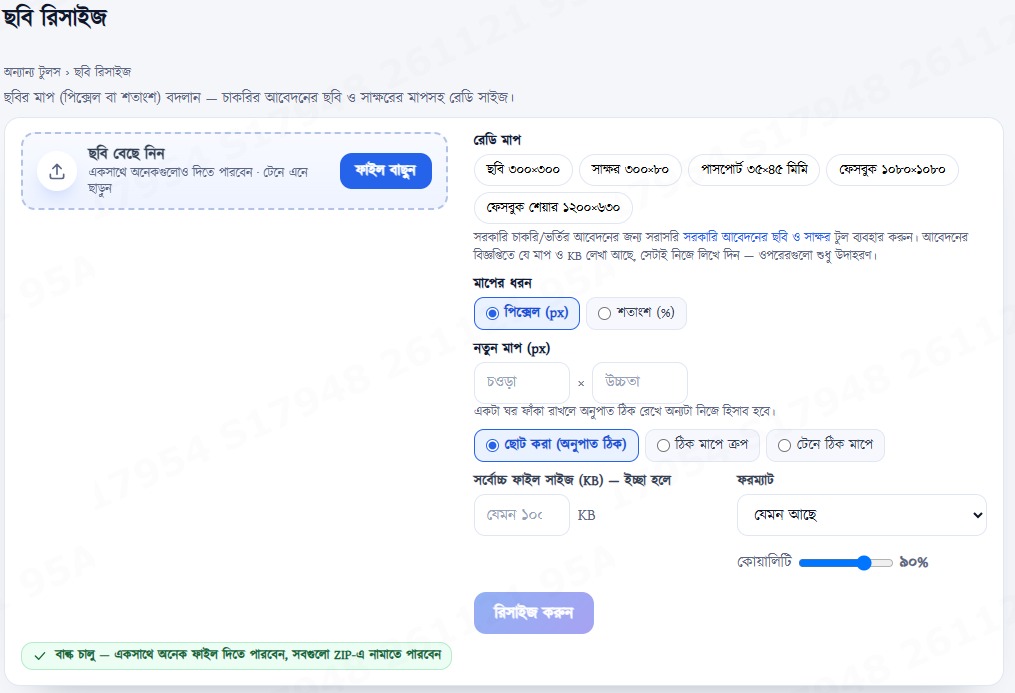 ছবি রিসাইজ
অন্যান্য টুলস › ছবি রিসাইজ
ছবির মাপ (পিক্সেল বা শতাংশ) বদলান — চাকরির আবেদনের ছবি ও সাক্ষরের মাপসহ রেডি সাইজ।
ছবি বেছে নিন
একসাথে অনেকগুলোও দিতে পারবেন · টেনে এনে
ছাড়ুন
ফাইল বাছুন
রেডি মাপ
ছবি ৩০০×৩০০
সাক্ষর ৩০০×৮০
পাসপোর্ট ৩৫×৪৫ মিমি
ফেসবুক ১০৮০×১০৮০
ফেসবুক শেয়ার ১২০০×৬৩০
সরকারি চাকরি/ভর্তির আবেদনের জন্য সরাসরি সরকারি আবেদনের ছবি ও সাক্ষর টুল ব্যবহার করুন। আবেদনের
বিজ্ঞপ্তিতে যে মাপ ও KB লেখা আছে, সেটাই নিজে লিখে দিন — ওপরেরগুলো শুধু উদাহরণ।
মাপের ধরন
পিক্সেল (px)
শতাংশ (%)
নতুন মাপ (px)
চওড়া × উচ্চতা
একটা ঘর ফাঁকা রাখলে অনুপাত ঠিক রেখে অন্যটা নিজে হিসাব হবে।
ছোট করা (অনুপাত ঠিক)
ঠিক মাপে ক্রপ
টেনে ঠিক মাপে
সর্বোচ্চ ফাইল সাইজ (KB) — ইচ্ছা হলে
যেমন ১০০ KB
ফরম্যাট
যেমন আছে
কোয়ালিটি ৯০%
রিসাইজ করুন
বাল্ক চালু — একসাথে অনেক ফাইল দিতে পারবেন, সবগুলো ZIP-এ নামাতে পারবেন